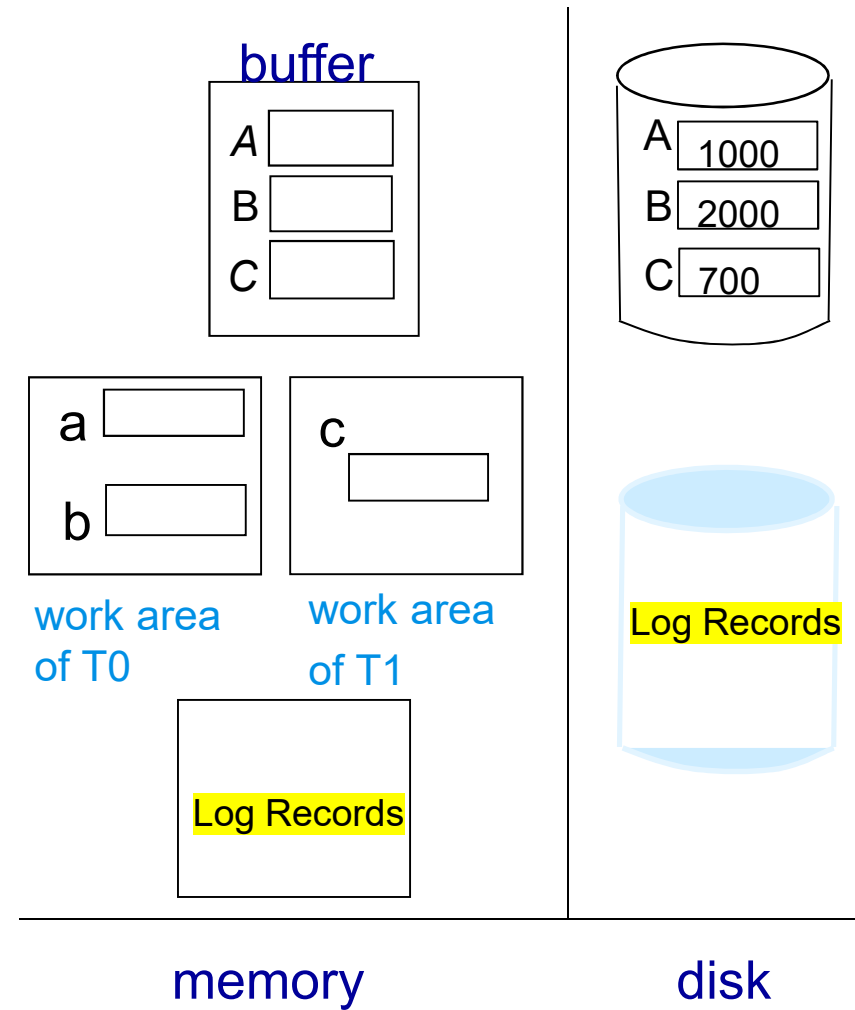 buffer
A
B
C
A 1000
B 2000
C 700
a
b
c
work area
of T0
work area
of T1
Log Records
Log Records
memory
disk